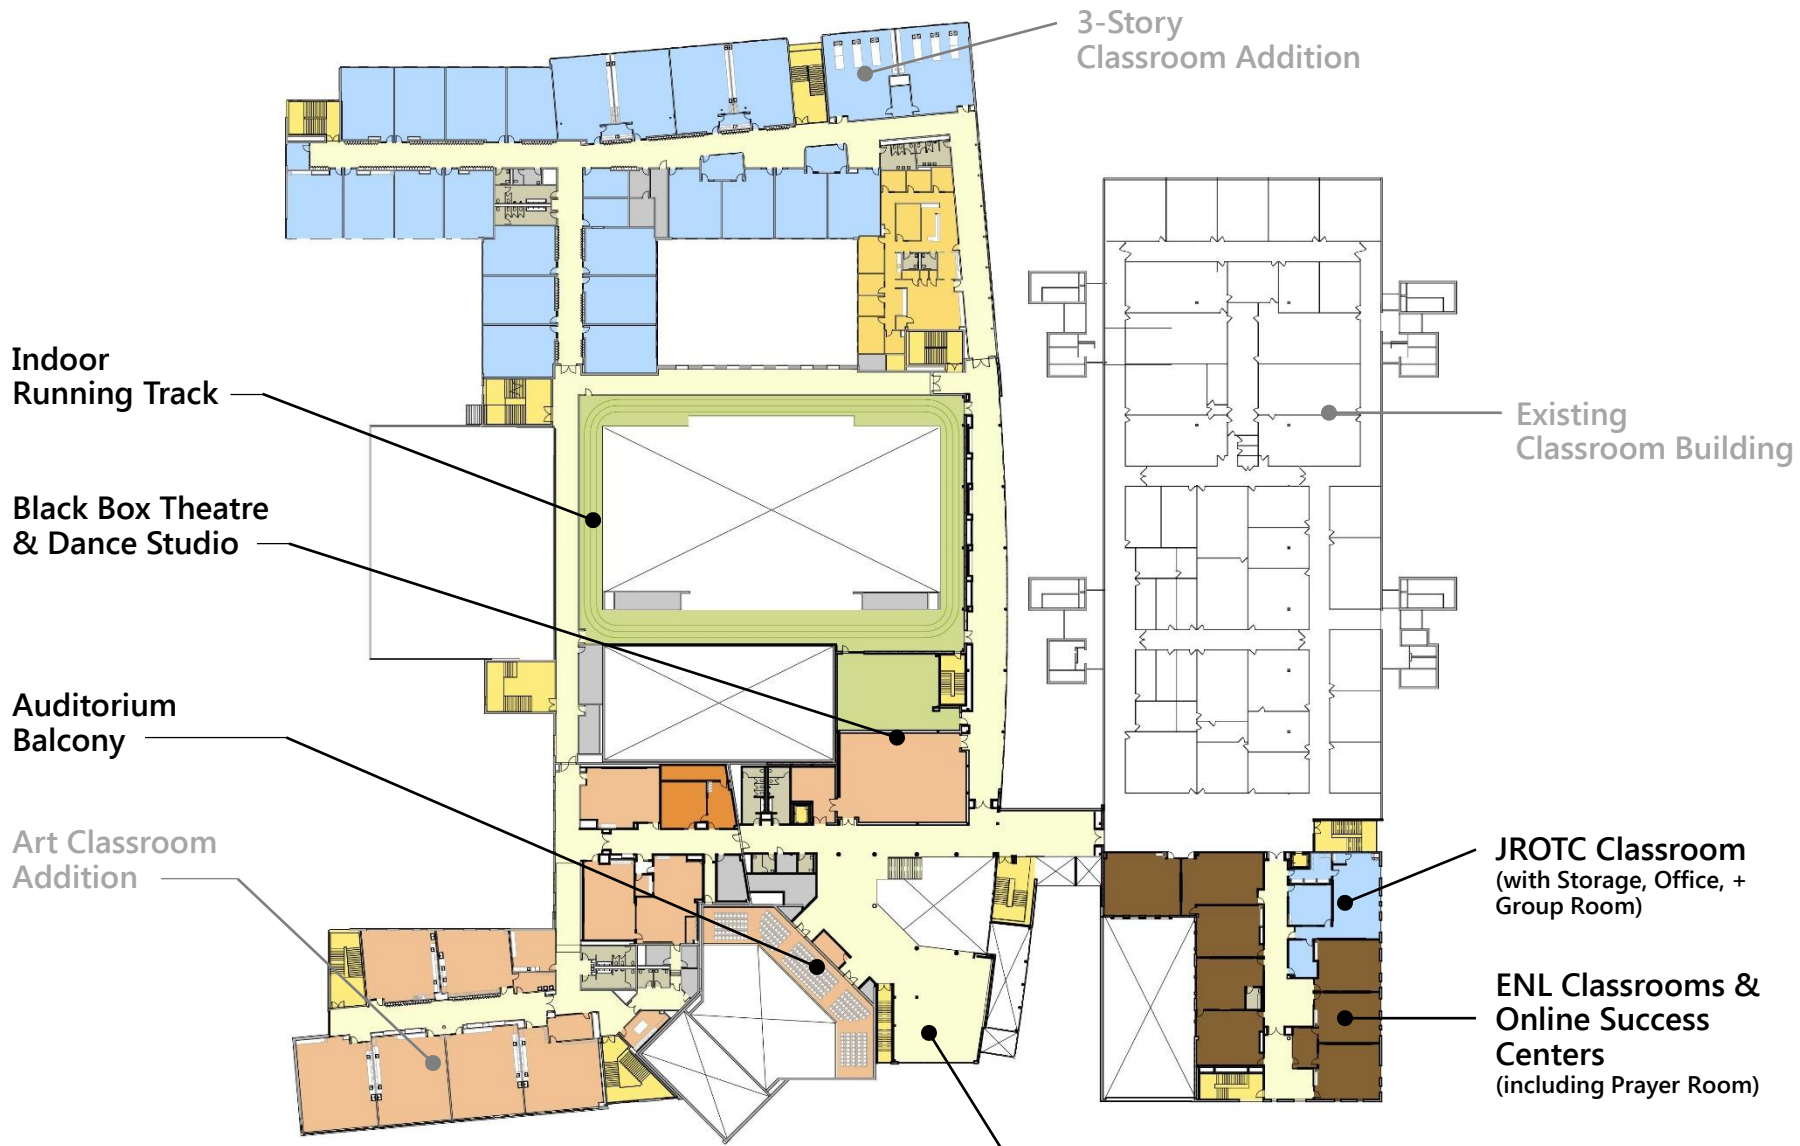 3-Story
Classroom Addition
Indoor
Running Track
Existing
Classroom Building
Black Box Theatre
& Dance Studio
Auditorium
Balcony
Art Classroom
Addition
JROTC Classroom
(with Storage, Office, +
Group Room)
ENL Classrooms &
Online Success
Centers
(including Prayer Room)